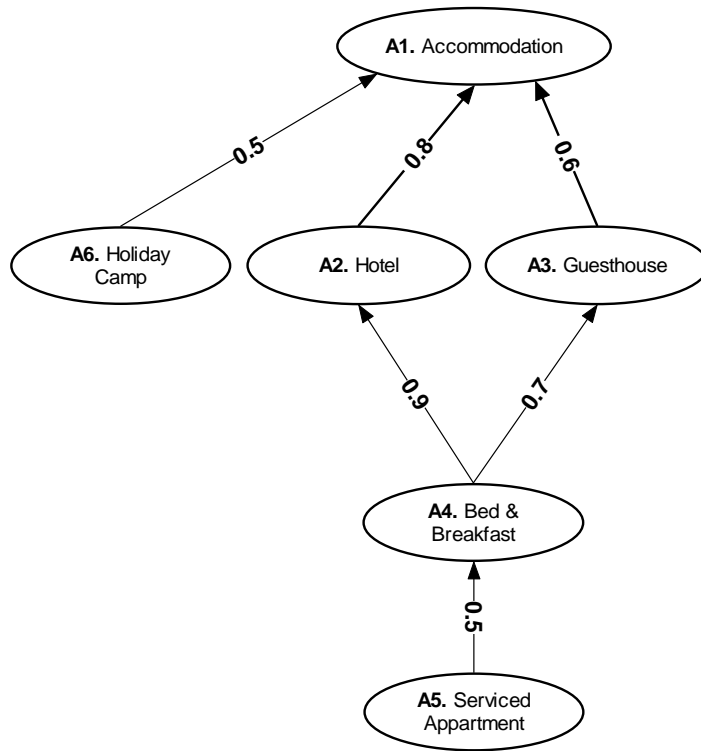 A1. Accommodation
0.5
0.8
0.6
A6. Holiday
Camp
A2. Hotel
A3. Guesthouse
0.9
0.7
A4. Bed &
Breakfast
0.5
A5. Serviced
Appartment